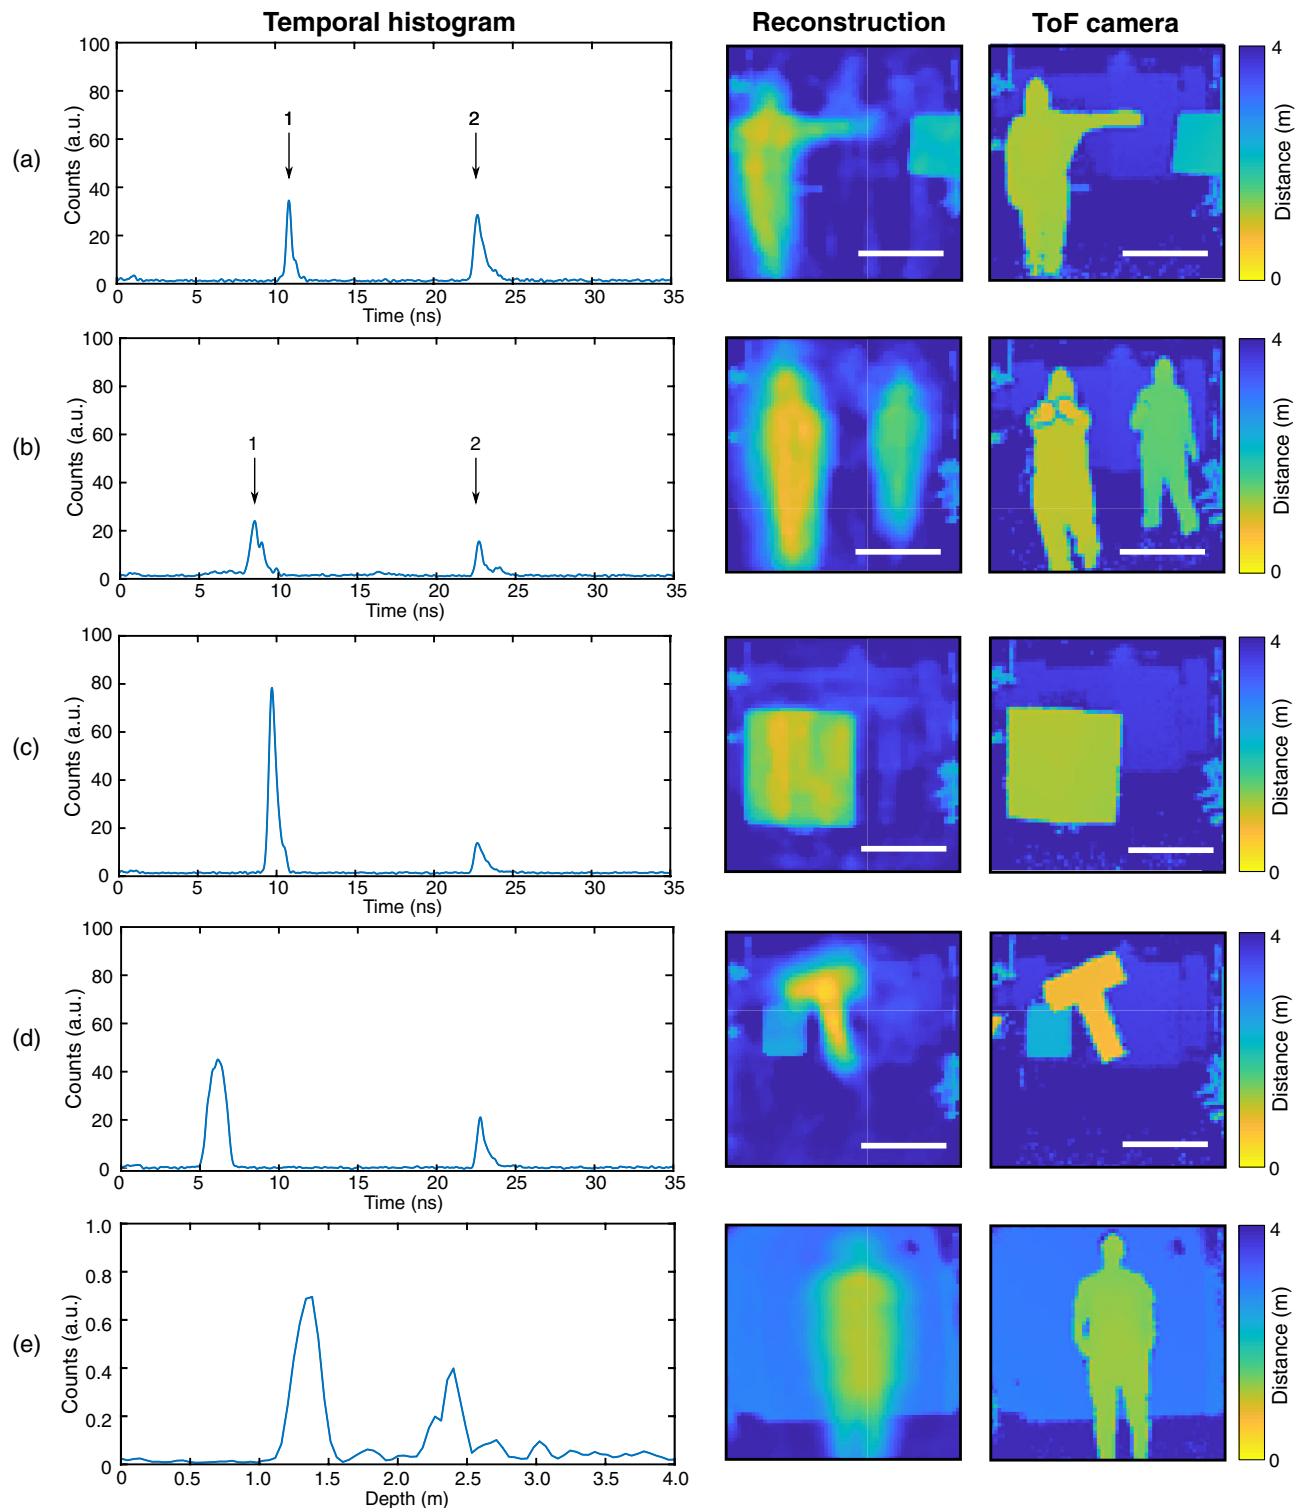 Temporal histogram Reconstruction ToF camera
(a)
Counts (a.u.)
100
80
60
40
20
0
1 2
0 5 10 15 20 25 30 35
Time (ns)
4
Distance (m)
0
(b)
Counts (a.u.)
100
80
60
40
20
0
1 2
0 5 10 15 20 25 30 35
Time (ns)
4
Distance (m)
0
(c)
Counts (a.u.)
100
80
60
40
20
0
0 5 10 15 20 25 30 35
Time (ns)
4
Distance (m)
0
(d)
Counts (a.u.)
100
80
60
40
20
0
0 5 10 15 20 25 30 35
Time (ns)
4
Distance (m)
0
(e)
Counts (a.u.)
1.0
0.8
0.6
0.4
0.2
0
0 0.5 1.0 1.5 2.0 2.5 3.0 3.5 4.0
Depth (m)
4
Distance (m)
0